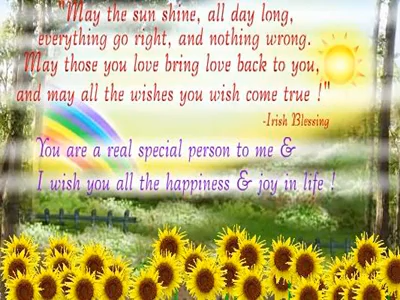 "May the sun shine, all day long,
everything go right, and nothing wrong.
May those you love bring love back to you,
and may all the wishes you wish come true !"
-Irish Blessing
You are a real special person to me &
I wish you all the happiness & joy in life !